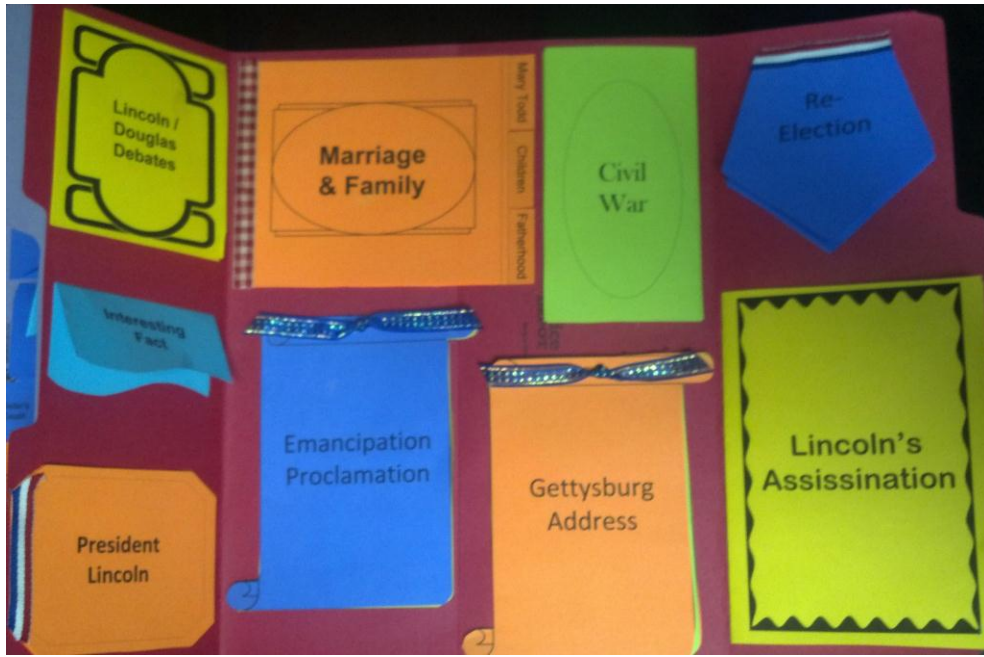 Lincoln /
Douglas
Debates
Marriage
& Family
Mary Todd
Children
Fatherhood
Civil
War
Re-
Election
Interesting
Fact
Emancipation
Proclamation
Gettysburg
Address
Lincoln's
Assissination
President
Lincoln